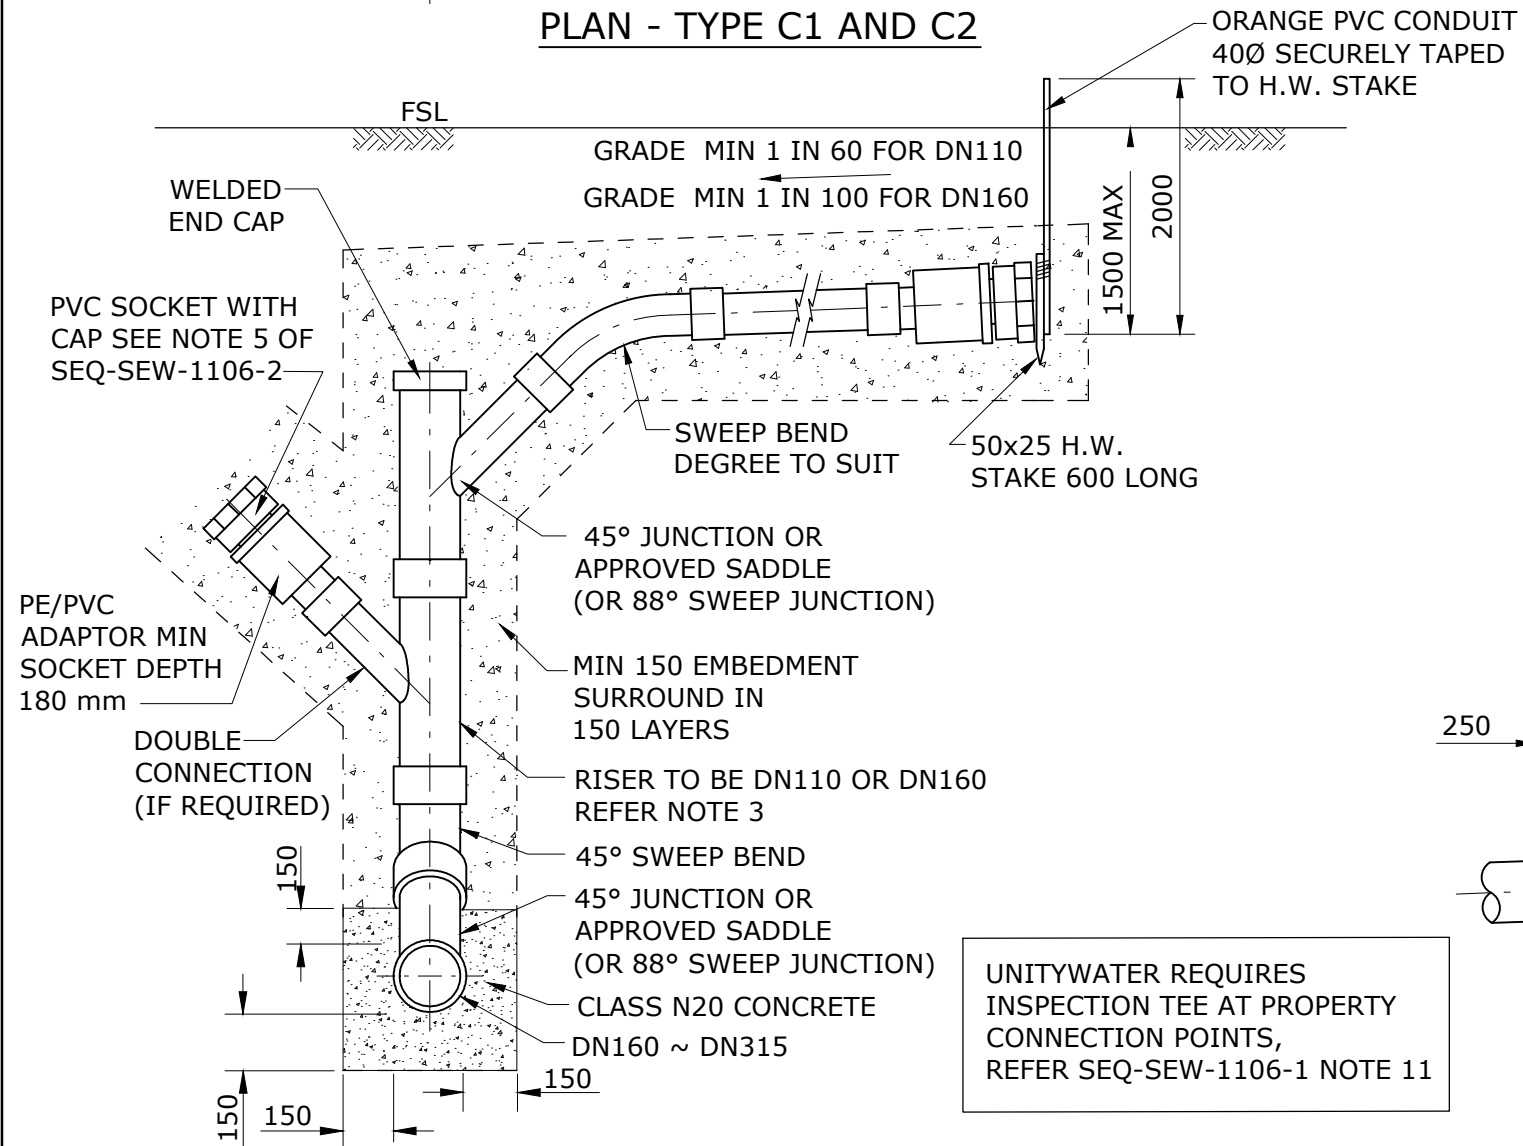 PLAN - TYPE C1 AND C2
ORANGE PVC CONDUIT
40Ø SECURELY TAPED
TO H.W. STAKE
FSL
GRADE MIN 1 IN 60 FOR DN110
GRADE MIN 1 IN 100 FOR DN160
1500 MAX
2000
WELDED
END CAP
PVC SOCKET WITH
CAP SEE NOTE 5 OF
SEQ-SEW-1106-2
SWEEP BEND
DEGREE TO SUIT
50x25 H.W.
STAKE 600 LONG
45° JUNCTION OR
APPROVED SADDLE
(OR 88° SWEEP JUNCTION)
PE/PVC
ADAPTOR MIN
SOCKET DEPTH
180 mm
MIN 150 EMBEDMENT
SURROUND IN
150 LAYERS
DOUBLE
CONNECTION
(IF REQUIRED)
250
RISER TO BE DN110 OR DN160
REFER NOTE 3
45° SWEEP BEND
150
45° JUNCTION OR
APPROVED SADDLE
(OR 88° SWEEP JUNCTION)
CLASS N20 CONCRETE
DN160 ~ DN315
UNITYWATER REQUIRES
INSPECTION TEE AT PROPERTY
CONNECTION POINTS,
REFER SEQ-SEW-1106-1 NOTE 11
150
150
150